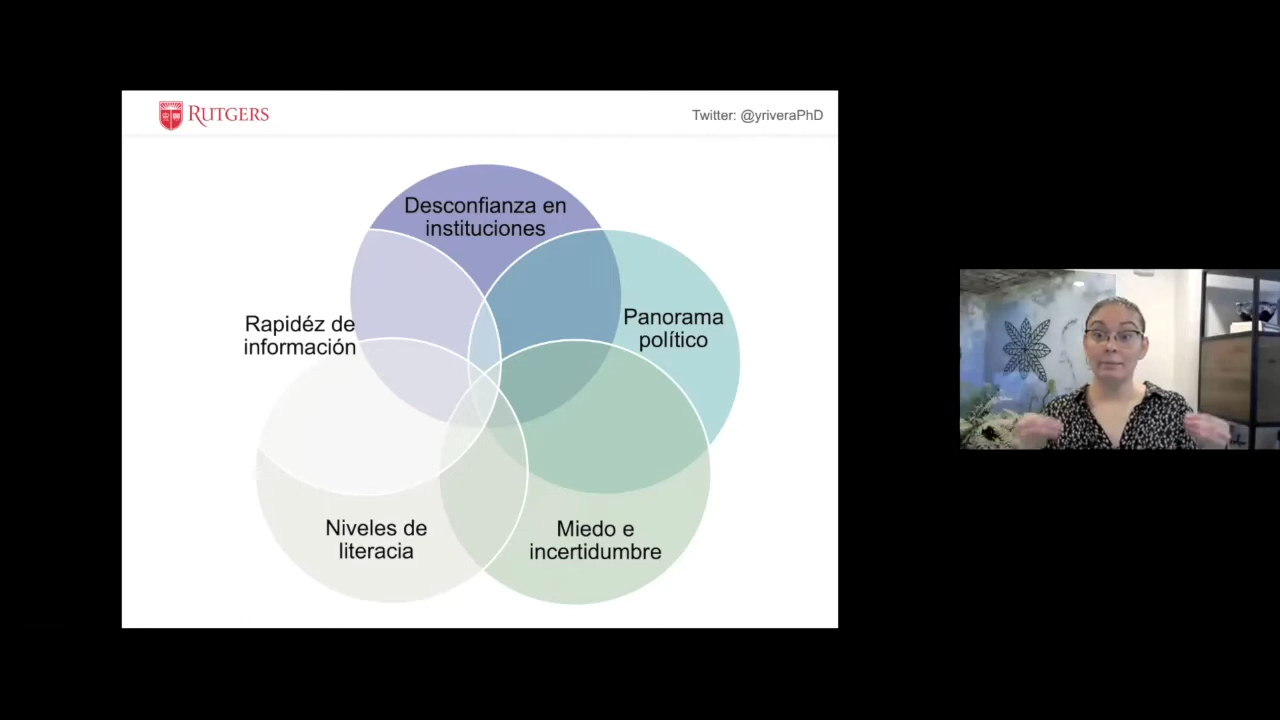 RUTGERS
Twitter: @yriveraPhD
Desconfianza en
instituciones
Panorama
político
Rapidéz de
información
Niveles de
literacia
Miedo e
incertidumbre